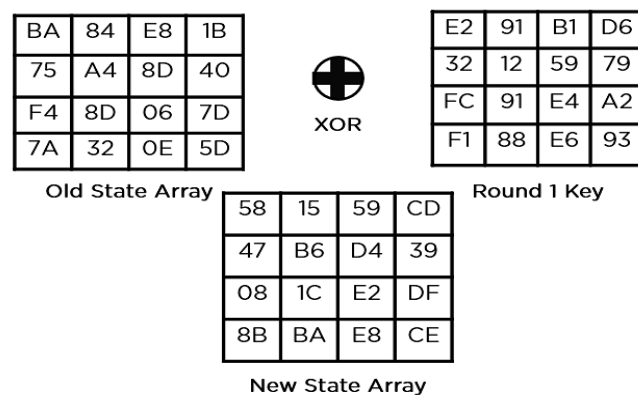 BA 84 E8 1B
75 A4 8D 40
F4 8D 06 7D
7A 32 0E 5D
Old State Array
XOR
E2 91 B1 D6
32 12 59 79
FC 91 E4 A2
F1 88 E6 93
Round 1 Key
58 15 59 CD
47 B6 D4 39
08 1C E2 DF
8B BA E8 CE
New State Array